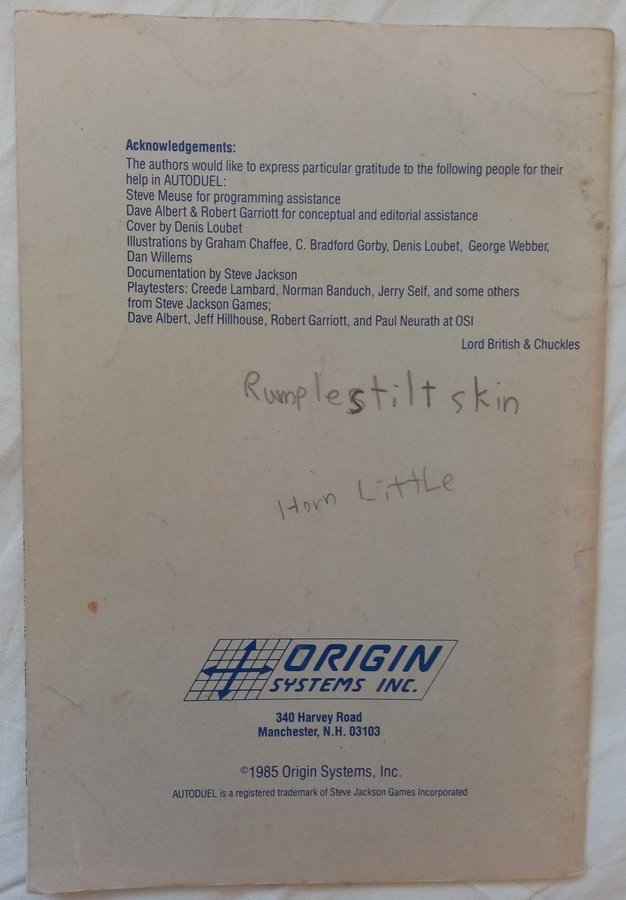 Acknowledgements:
The authors would like to express particular gratitude to the following people for their
help in AUTODUEL:
Steve Meuse for programming assistance
Dave Albert & Robert Garriott for conceptual and editorial assistance
Cover by Denis Loubet
Illustrations by Graham Chaffee, C. Bradford Gorby, Denis Loubet, George Webber,
Dan Willems
Documentation by Steve Jackson
Playtesters: Creede Lambard, Norman Banduch, Jerry Self, and some others
from Steve Jackson Games;
Dave Albert, Jeff Hillhouse, Robert Garriott, and Paul Neurath at OSI
Lord British & Chuckles
Rumplestiltskin
Horn Little
ORIGIN
SYSTEMS INC.
340 Harvey Road
Manchester, N.H. 03103
©1985 Origin Systems, Inc.
AUTODUEL is a registered trademark of Steve Jackson Games Incorporated